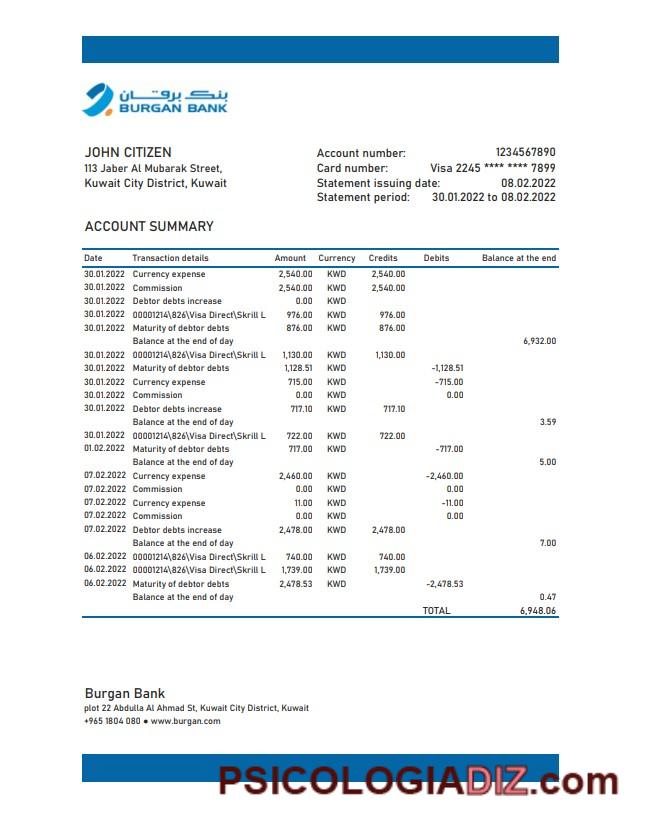 بنك برقان
BURGAN BANK
JOHN CITIZEN
113 Jaber Al Mubarak Street,
Kuwait City District, Kuwait
Account number: 1234567890
Card number: Visa 2245 **** **** 7899
Statement issuing date: 08.02.2022
Statement period: 30.01.2022 to 08.02.2022
ACCOUNT SUMMARY
Date Transaction details Amount Currency Credits Debits Balance at the end
30.01.2022 Currency expense 2,540.00 KWD 2,540.00
30.01.2022 Commission 2,540.00 KWD 2,540.00
30.01.2022 Debtor debts increase 0.00 KWD
30.01.2022 00001214\826\Visa Direct\Skrill L 976.00 KWD 976.00
30.01.2022 Maturity of debtor debts 876.00 KWD 876.00
Balance at the end of day 6,932.00
30.01.2022 00001214\826\Visa Direct\Skrill L 1,130.00 KWD 1,130.00
30.01.2022 Maturity of debtor debts 1,128.51 KWD -1,128.51
30.01.2022 Currency expense 715.00 KWD -715.00
30.01.2022 Commission 0.00 KWD 0.00
30.01.2022 Debtor debts increase 717.10 KWD 717.10
Balance at the end of day 3.59
30.01.2022 00001214\826\Visa Direct\Skrill L 722.00 KWD 722.00
01.02.2022 Maturity of debtor debts 717.00 KWD -717.00
Balance at the end of day 5.00
07.02.2022 Currency expense 2,460.00 KWD -2,460.00
07.02.2022 Commission 0.00 KWD 0.00
07.02.2022 Currency expense 11.00 KWD -11.00
07.02.2022 Commission 0.00 KWD 0.00
07.02.2022 Debtor debts increase 2,478.00 KWD 2,478.00
Balance at the end of day 7.00
06.02.2022 00001214\826\Visa Direct\Skrill L 740.00 KWD 740.00
06.02.2022 00001214\826\Visa Direct\Skrill L 1,739.00 KWD 1,739.00
06.02.2022 Maturity of debtor debts 2,478.53 KWD -2,478.53
Balance at the end of day 0.47
TOTAL 6,948.06
Burgan Bank
plot 22 Abdulla Al Ahmad St, Kuwait City District, Kuwait
+965 1804 080 ● www.burgan.com
PSICOLOGIADIZ.com